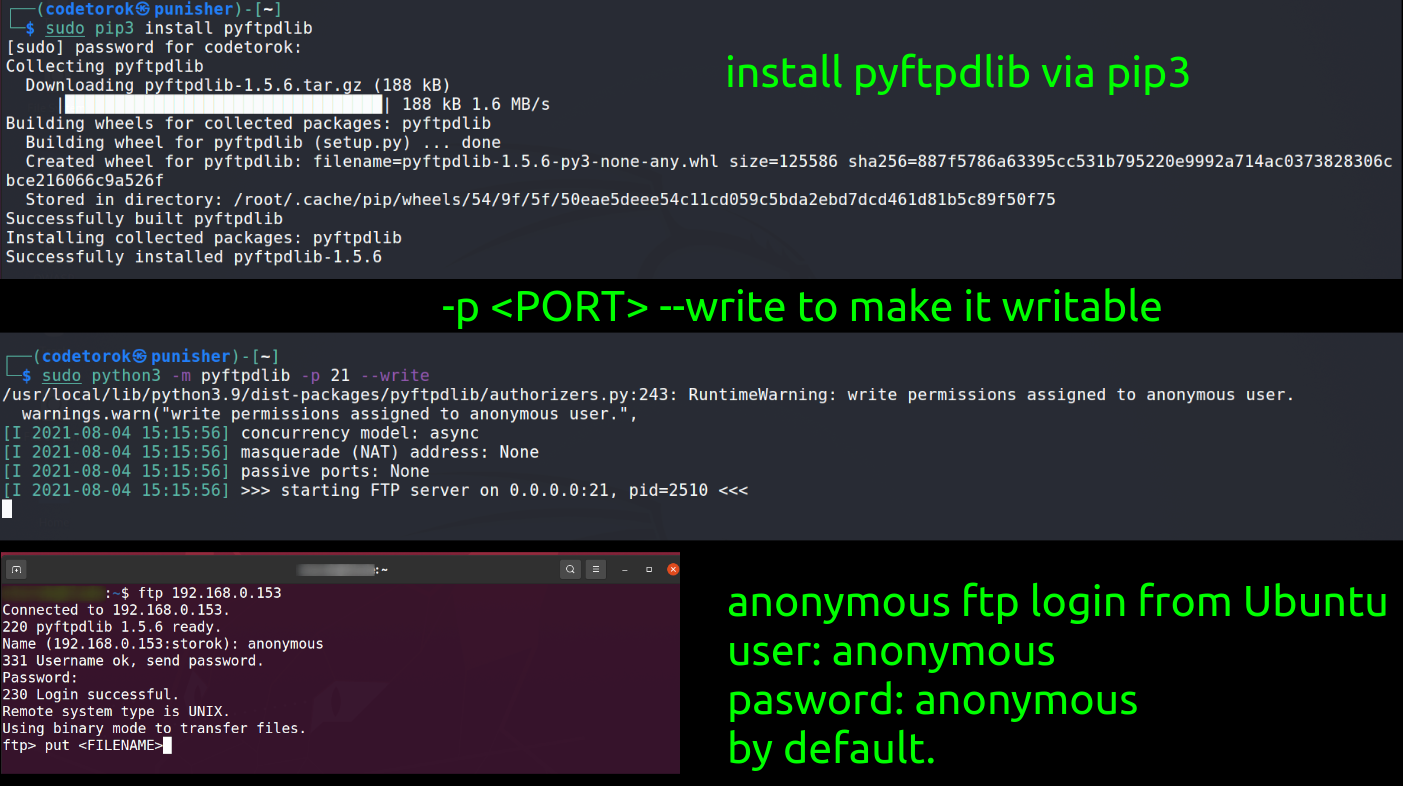 ┌──(codetorok㉿punisher)-[~]
└─$ sudo pip3 install pyftpdlib
[sudo] password for codetorok:
Collecting pyftpdlib
  Downloading pyftpdlib-1.5.6.tar.gz (188 kB)
     |████████████████████████████████| 188 kB 1.6 MB/s
Building wheels for collected packages: pyftpdlib
  Building wheel for pyftpdlib (setup.py) ... done
  Created wheel for pyftpdlib: filename=pyftpdlib-1.5.6-py3-none-any.whl size=125586 sha256=887f5786a63395cc531b795220e9992a714ac0373828306c
bce216066c9a526f
  Stored in directory: /root/.cache/pip/wheels/54/9f/5f/50eae5deee54c11cd059c5bda2ebd7dcd461d81b5c89f50f75
Successfully built pyftpdlib
Installing collected packages: pyftpdlib
Successfully installed pyftpdlib-1.5.6
install pyftpdlib via pip3
-p <PORT> --write to make it writable
┌──(codetorok㉿punisher)-[~]
└─$ sudo python3 -m pyftpdlib -p 21 --write
/usr/local/lib/python3.9/dist-packages/pyftpdlib/authorizers.py:243: RuntimeWarning: write permissions assigned to anonymous user.
  warnings.warn("write permissions assigned to anonymous user.",
[I 2021-08-04 15:15:56] concurrency model: async
[I 2021-08-04 15:15:56] masquerade (NAT) address: None
[I 2021-08-04 15:15:56] passive ports: None
[I 2021-08-04 15:15:56] >>> starting FTP server on 0.0.0.0:21, pid=2510 <<<
:~
:~$ ftp 192.168.0.153
Connected to 192.168.0.153.
220 pyftpdlib 1.5.6 ready.
Name (192.168.0.153:storok): anonymous
331 Username ok, send password.
Password:
230 Login successful.
Remote system type is UNIX.
Using binary mode to transfer files.
ftp> put <FILENAME>
anonymous ftp login from Ubuntu
user: anonymous
pasword: anonymous
by default.